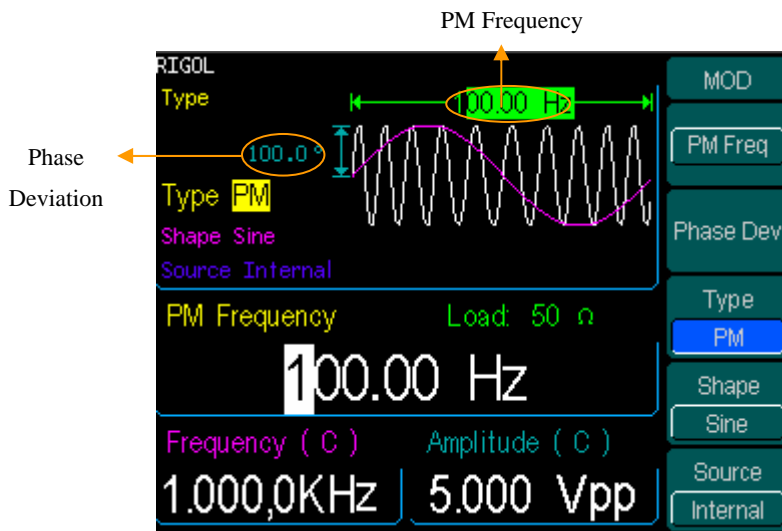 PM Frequency
RIGOL
Type
100.00 Hz
MOD
PM Freq
Phase
Deviation
100.0°
Type PM
Shape Sine
Source Internal
Phase Dev
PM Frequency
Load: 50 Ω
Type
PM
100.00 Hz
Shape
Sine
Frequency ( C )
Amplitude ( C )
1.000,0KHz
5.000 Vpp
Source
Internal